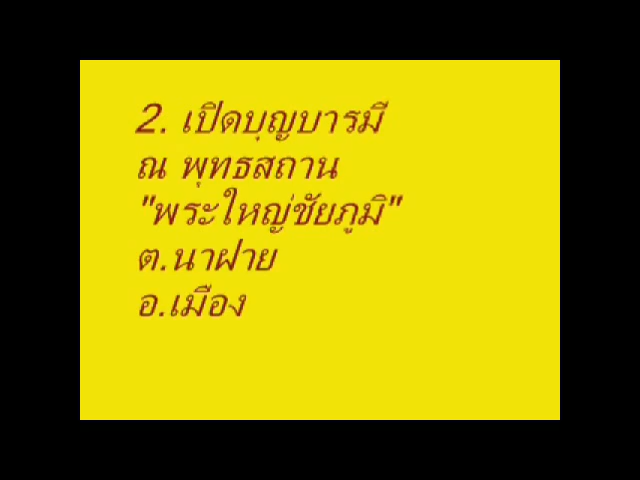 2. เปิดบุญบารมี
ณ พุทธสถาน
"พระใหญ่ชัยภูมิ"
ต.นาฝาย
อ.เมือง